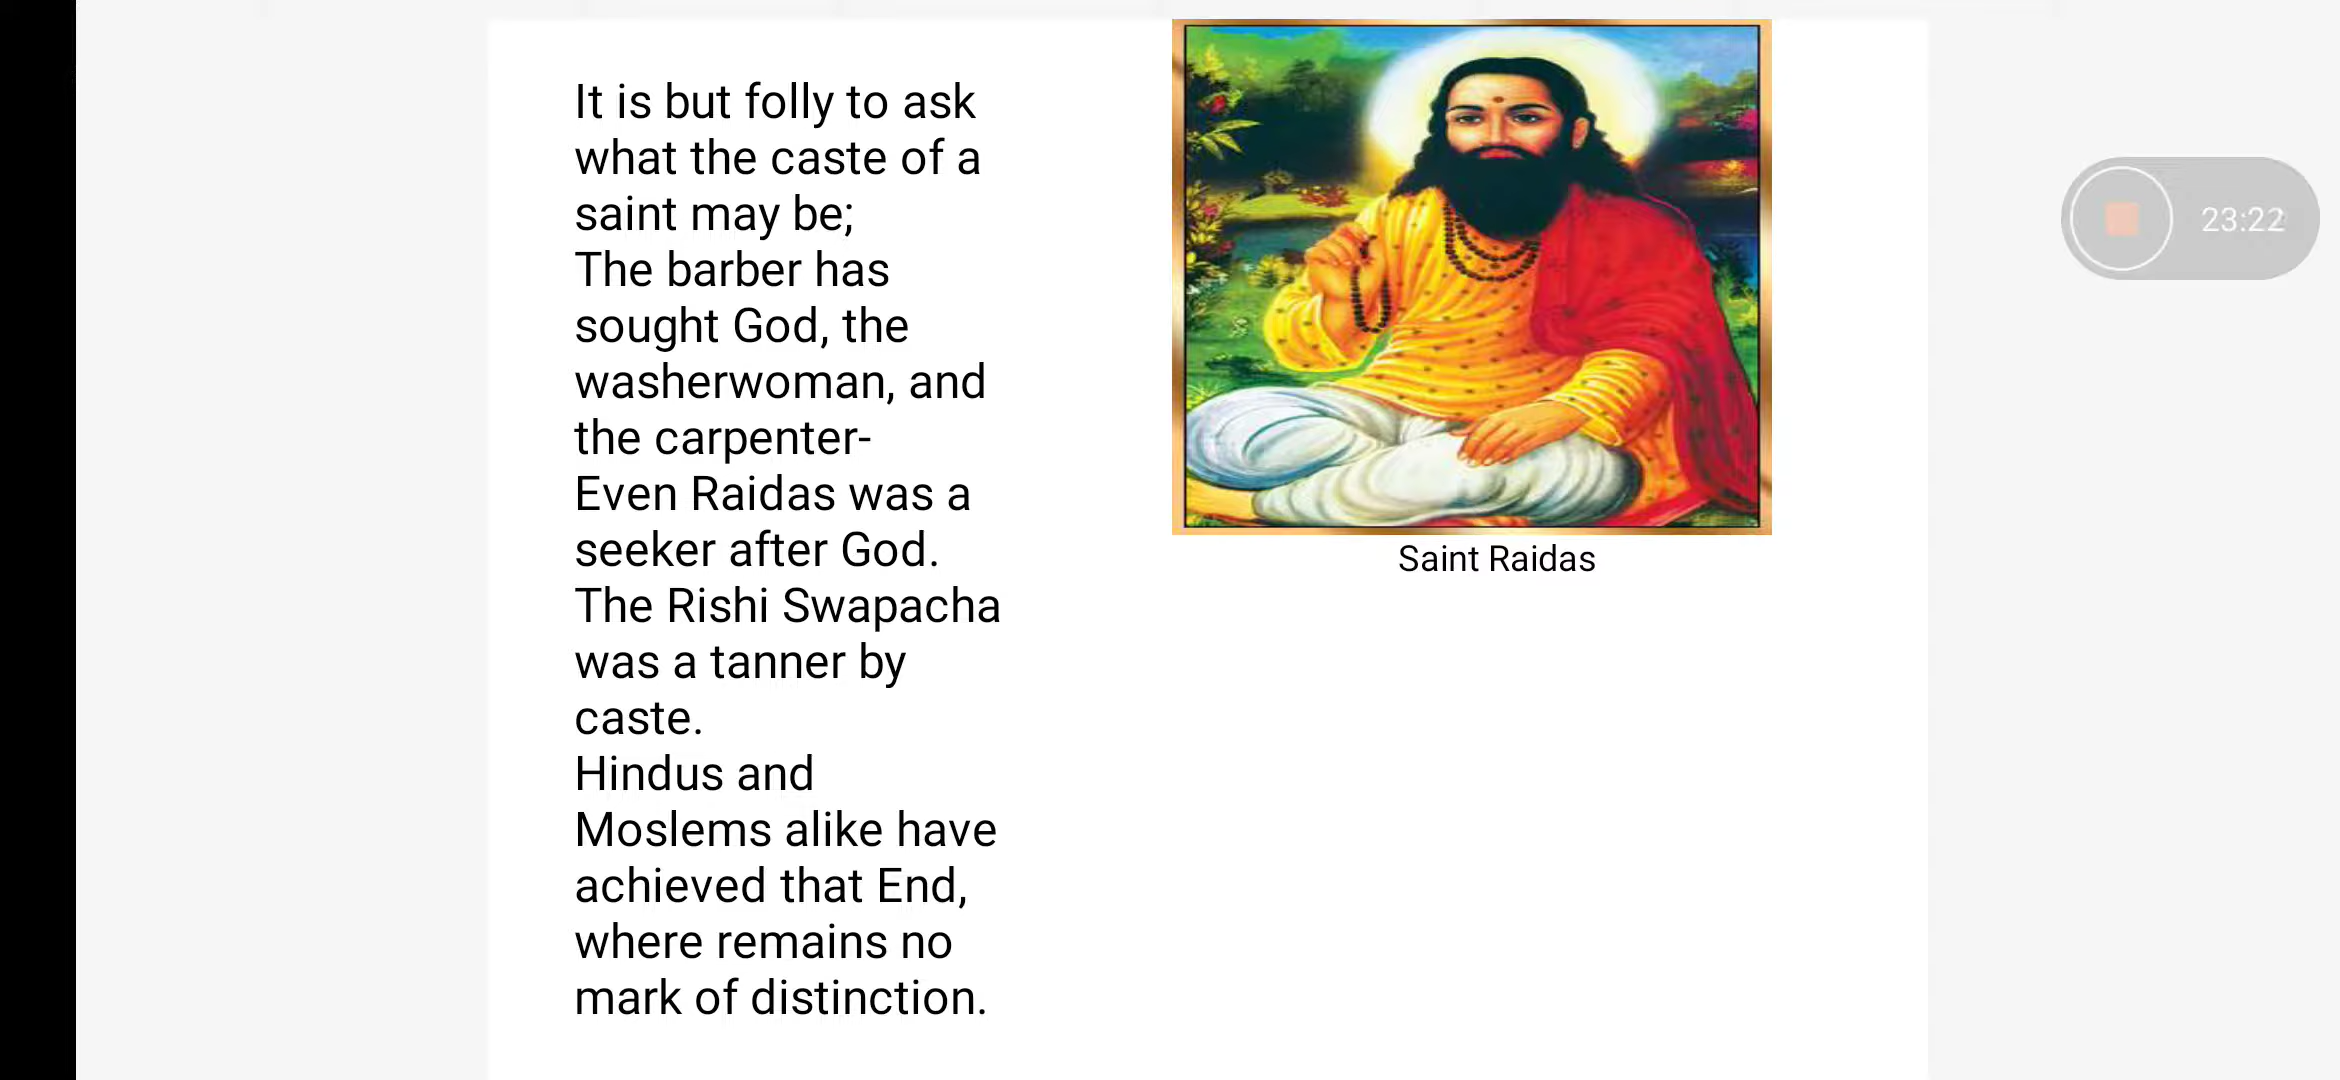 It is but folly to ask
what the caste of a
saint may be;
The barber has
sought God, the
washerwoman, and
the carpenter-
Even Raidas was a
seeker after God.
The Rishi Swapacha
was a tanner by
caste.
Hindus and
Moslems alike have
achieved that End,
where remains no
mark of distinction.
Saint Raidas
23:22